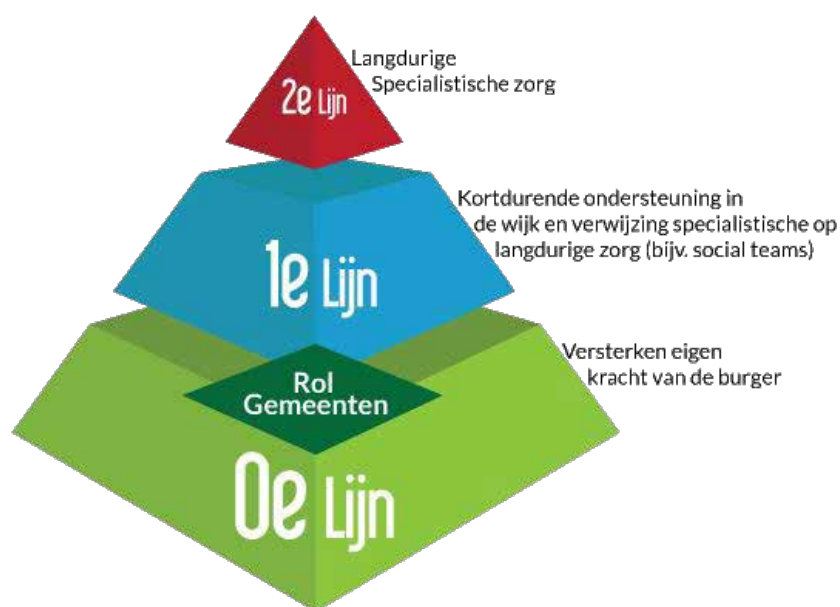 2e Lijn
Langdurige
Specialistische zorg
1e Lijn
Kortdurende ondersteuning in
de wijk en verwijzing specialistische op
langdurige zorg (bijv. social teams)
Rol
Gemeenten
0e Lijn
Versterken eigen
kracht van de burger